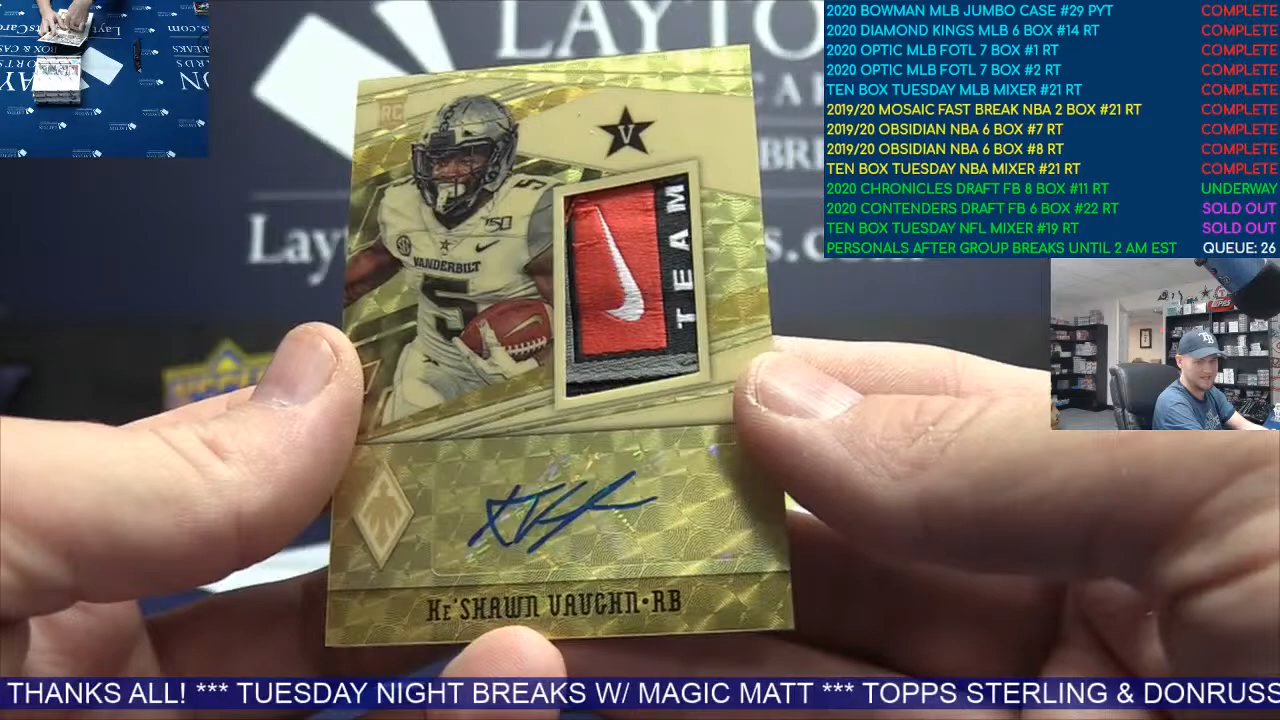 2020 BOWMAN MLB JUMBO CASE #29 PYT COMPLETE
2020 DIAMOND KINGS MLB 6 BOX #14 RT COMPLETE
2020 OPTIC MLB FOTL 7 BOX #1 RT COMPLETE
2020 OPTIC MLB FOTL 7 BOX #2 RT COMPLETE
TEN BOX TUESDAY MLB MIXER #21 RT COMPLETE
2019/20 MOSAIC FAST BREAK NBA 2 BOX #21 RT COMPLETE
2019/20 OBSIDIAN NBA 6 BOX #7 RT COMPLETE
2019/20 OBSIDIAN NBA 6 BOX #8 RT COMPLETE
TEN BOX TUESDAY NBA MIXER #21 RT COMPLETE
2020 CHRONICLES DRAFT FB 8 BOX #11 RT UNDERWAY
2020 CONTENDERS DRAFT FB 6 BOX #22 RT SOLD OUT
TEN BOX TUESDAY NFL MIXER #19 RT SOLD OUT
PERSONALS AFTER GROUP BREAKS UNTIL 2 AM EST QUEUE: 26
LAYTO
RC
V
TEAM
5
150
SEC
VANDERBILT
5
Ke'SHAWN VAUGHN•RB
THANKS ALL! *** TUESDAY NIGHT BREAKS W/ MAGIC MATT *** TOPPS STERLING & DONRUSS